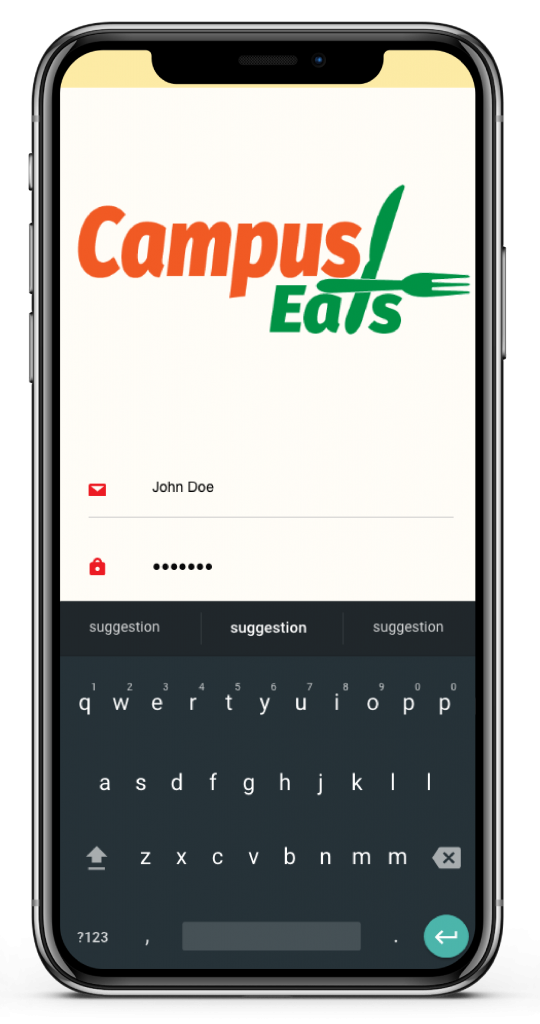 Campus
Eats
John Doe
•••••••
suggestion suggestion suggestion
1 2 3 4 5 6 7 8 9 0 0
q w e r t y u i o p p
a s d f g h j k l l
z x c v b n m m
?123 , .